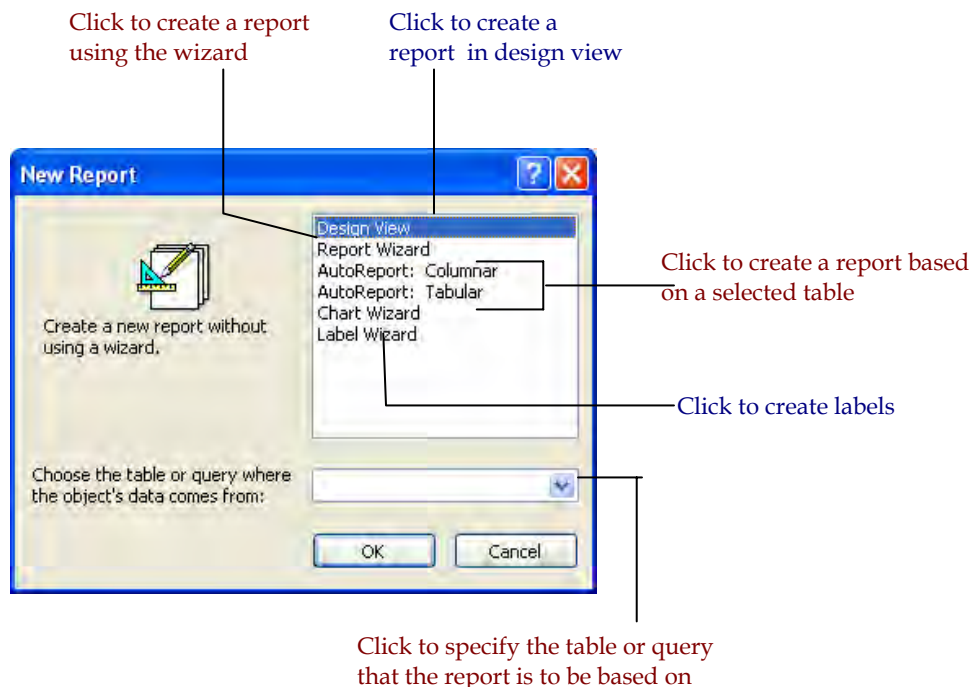 Click to create a report
using the wizard
Click to create a
report in design view
New Report
Design View
Report Wizard
AutoReport: Columnar
AutoReport: Tabular
Chart Wizard
Label Wizard
Create a new report without
using a wizard.
Click to create a report based
on a selected table
Click to create labels
Choose the table or query where
the object's data comes from:
OK
Cancel
Click to specify the table or query
that the report is to be based on